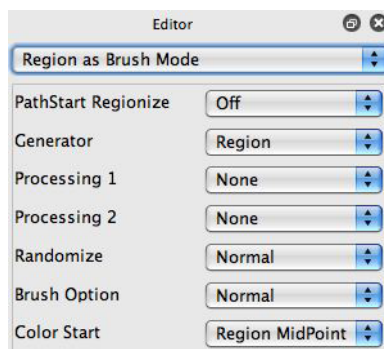 Editor
Region as Brush Mode
PathStart Regionize Off
Generator Region
Processing 1 None
Processing 2 None
Randomize Normal
Brush Option Normal
Color Start Region MidPoint